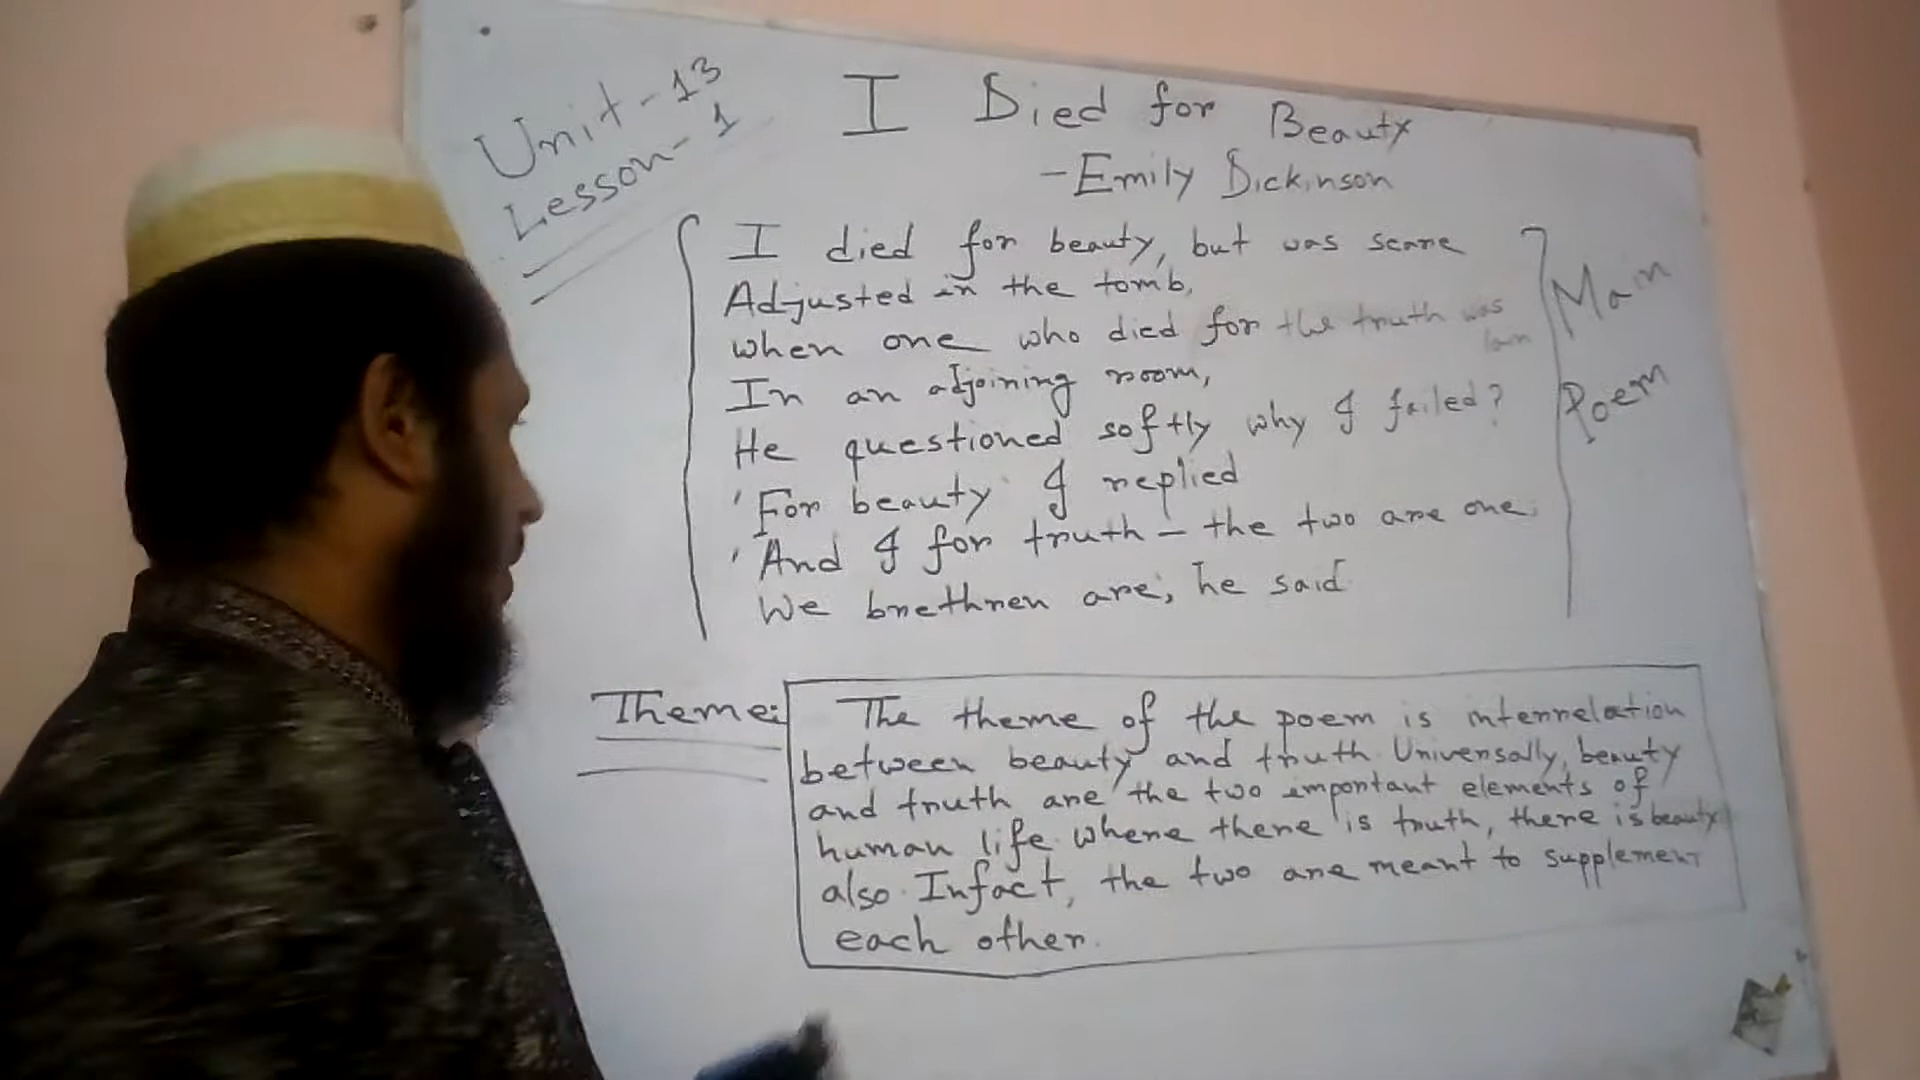 Unit-13
Lesson-1
I Died for Beauty
-Emily Dickinson
I died for beauty, but was scare
Adjusted in the tomb,
when one who died for the truth was
lain
In an adjoining room,
He questioned softly why I failed?
'For beauty' I replied
'And I for truth - the two are one,
We brethren are', he said
Main
Poem
Theme:
The theme of the poem is interrelation
between beauty and truth. Universally, beauty
and truth are the two important elements of
human life. where there is truth, there is beauty
also. Infact, the two are meant to supplement
each other.